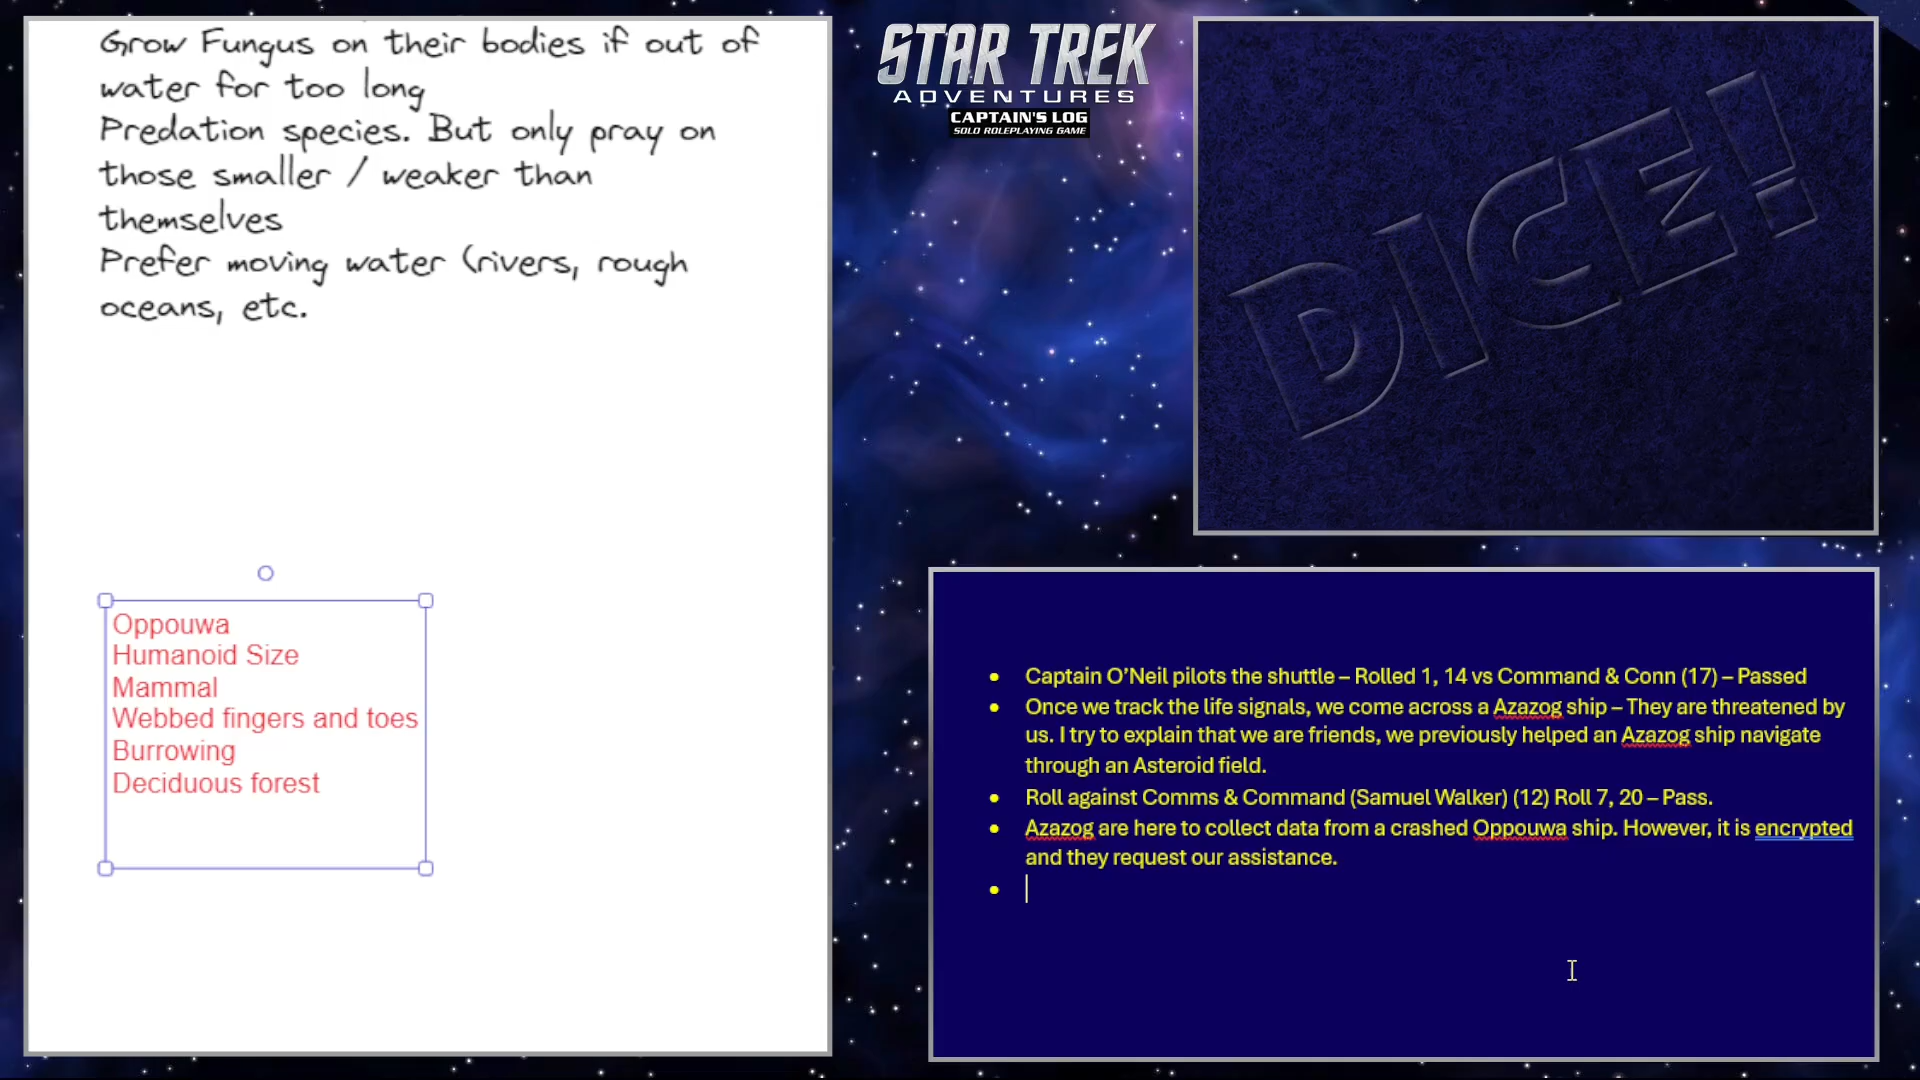 Grow Fungus on their bodies if out of
water for too long
Predation species. But only pray on
those smaller / weaker than
themselves
Prefer moving water (rivers, rough
oceans, etc.
Oppouwa
Humanoid Size
Mammal
Webbed fingers and toes
Burrowing
Deciduous forest
STAR TREK
ADVENTURES
CAPTAIN'S LOG
SOLO ROLEPLAYING GAME
DICE!
• Captain O'Neil pilots the shuttle – Rolled 1, 14 vs Command & Conn (17) – Passed
• Once we track the life signals, we come across a Azazog ship – They are threatened by
us. I try to explain that we are friends, we previously helped an Azazog ship navigate
through an Asteroid field.
• Roll against Comms & Command (Samuel Walker) (12) Roll 7, 20 – Pass.
• Azazog are here to collect data from a crashed Oppouwa ship. However, it is encrypted
and they request our assistance.
•